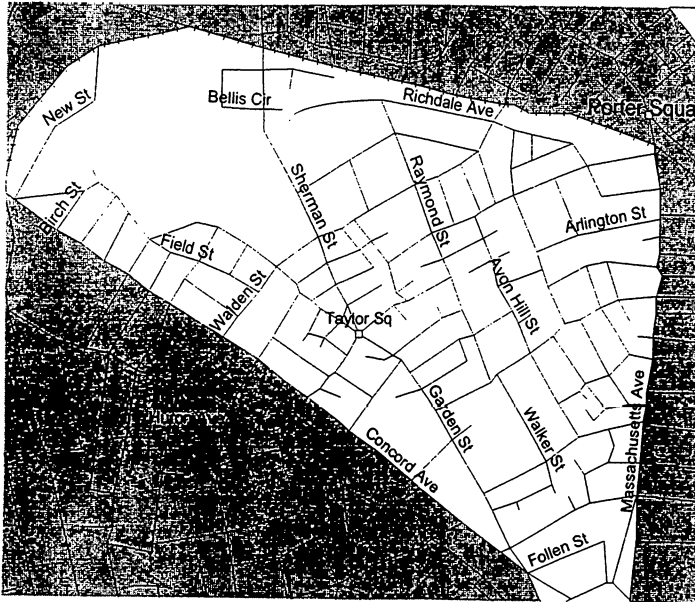 Richdale Ave
Bellis Cir
New St
Porter Squa
Sherman St
Raymond St
Birch St
Arlington St
Field St
Avon Hill St
Walden St
Taylor Sq
Garden St
Walker St
Massachusetts Ave
Concord Ave
Follen St